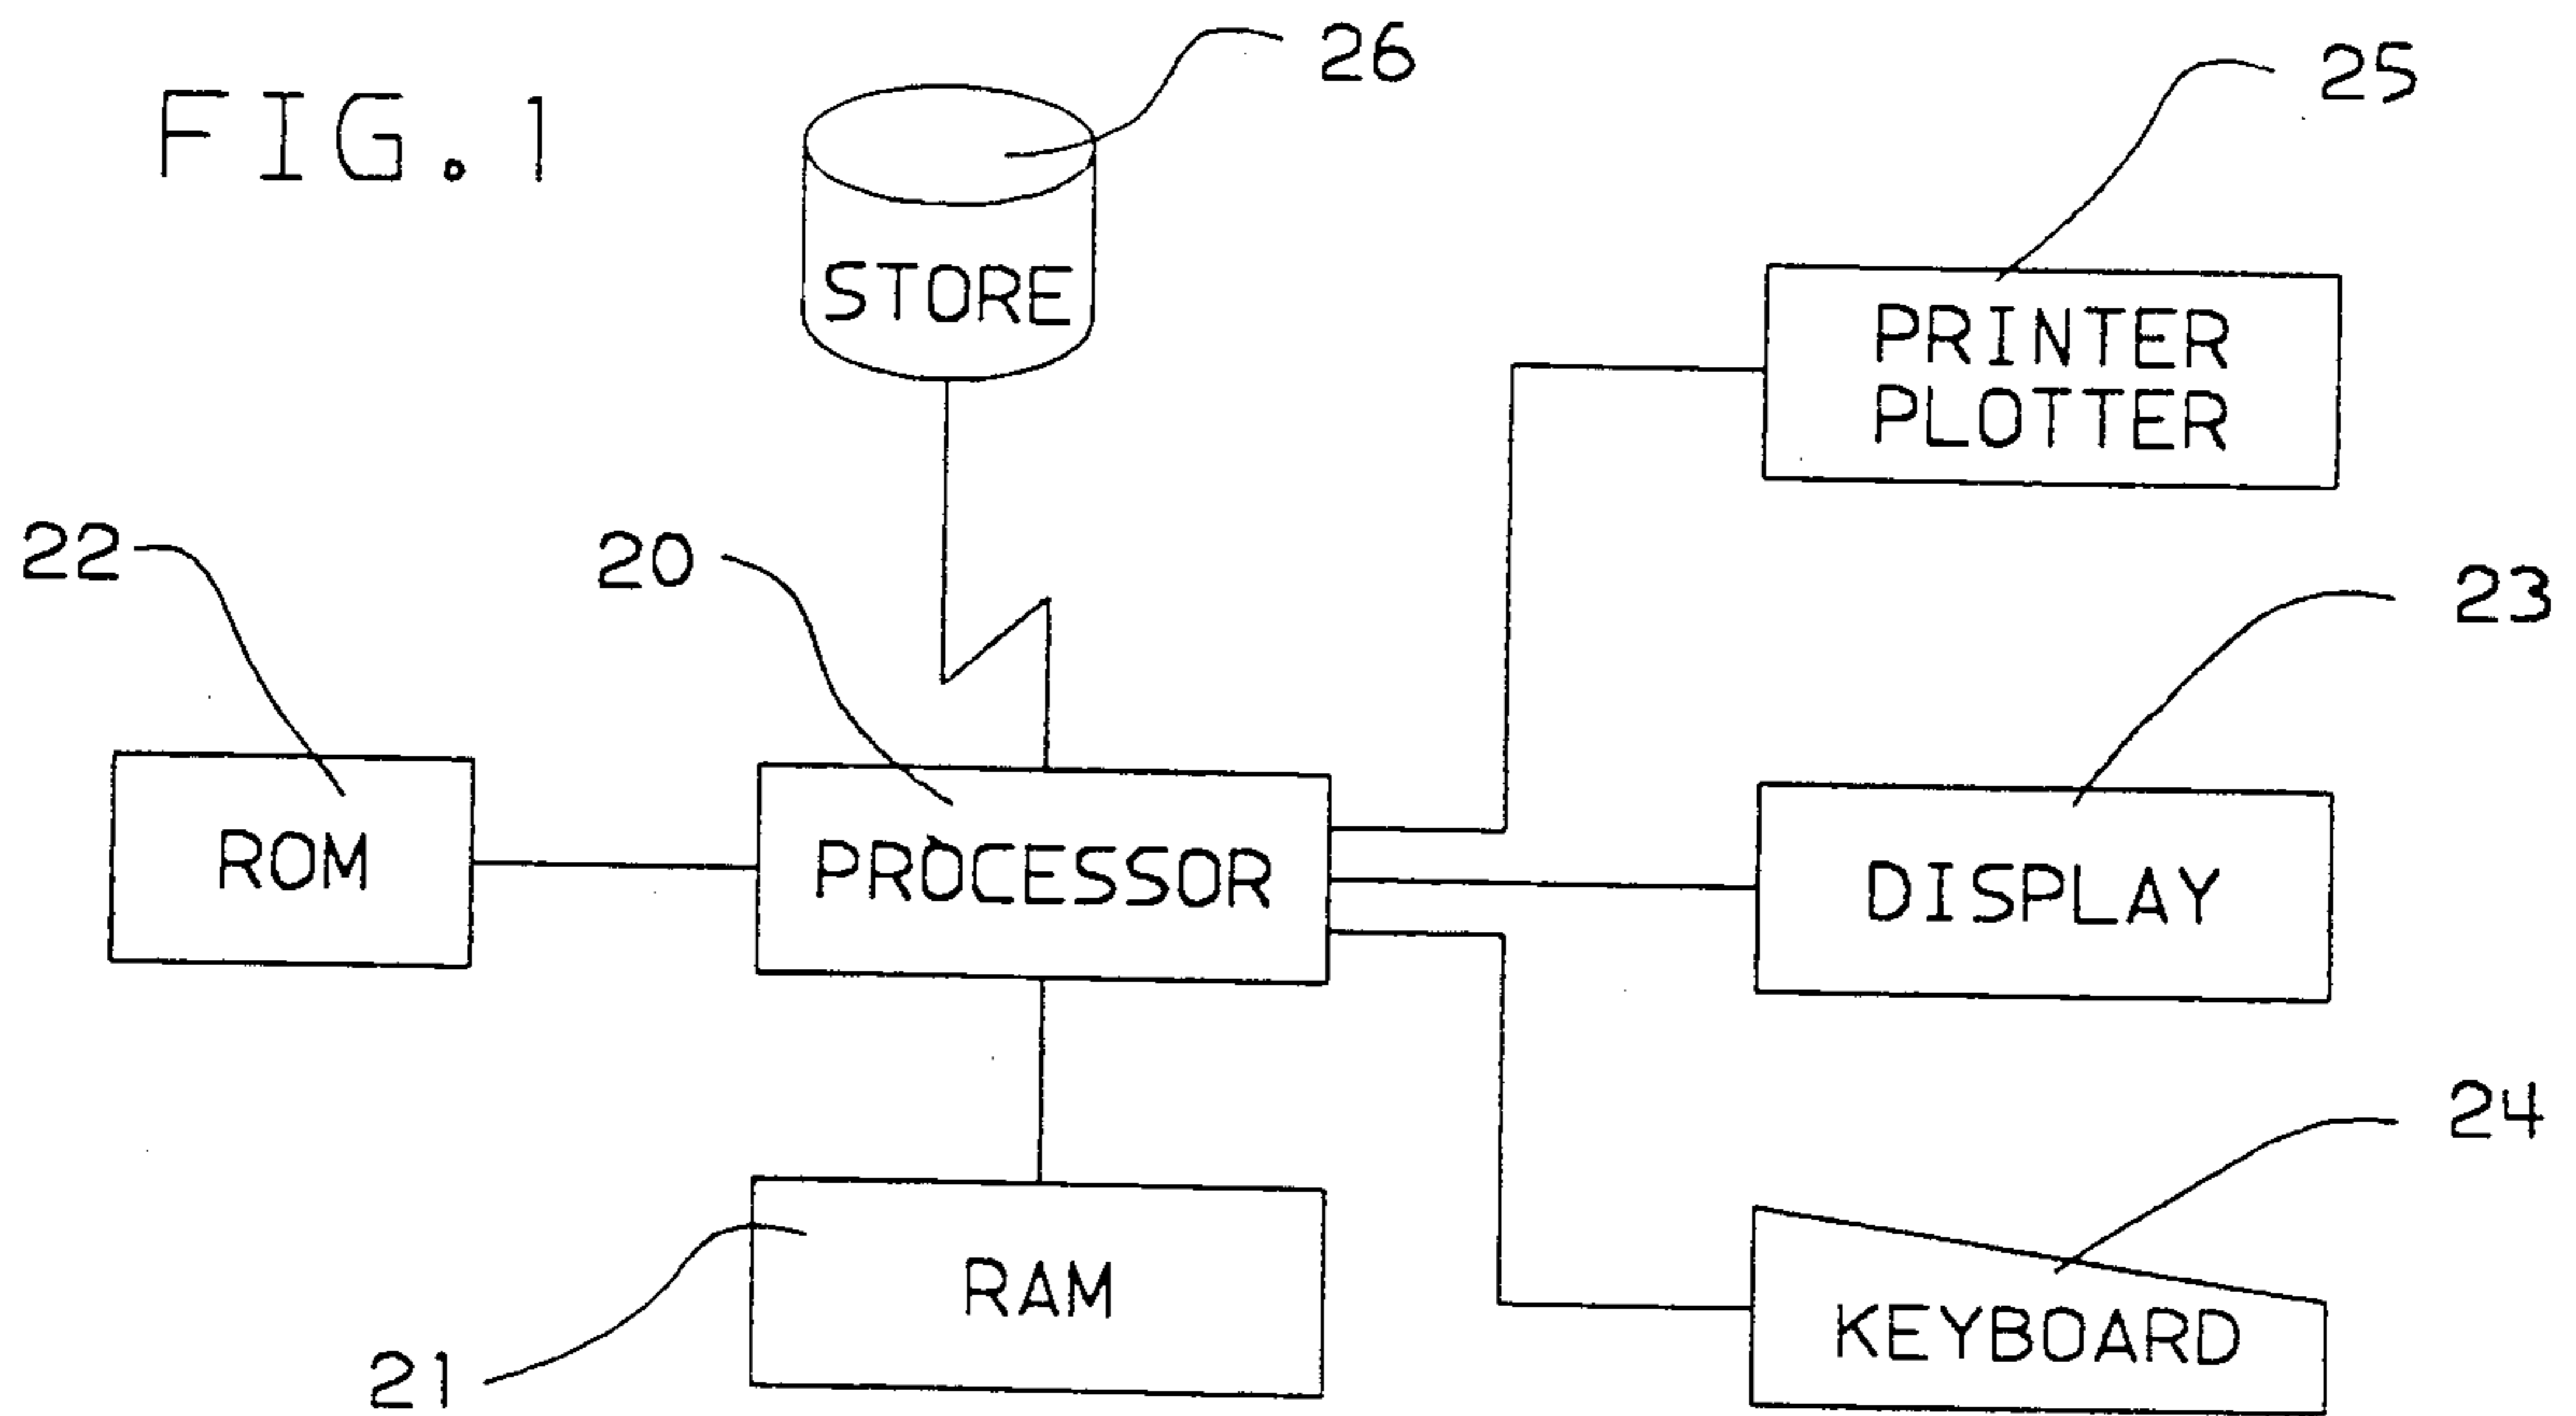 FIG. 1
26
25
STORE
PRINTER
PLOTTER
22
20
23
ROM
PROCESSOR
DISPLAY
24
RAM
KEYBOARD
21